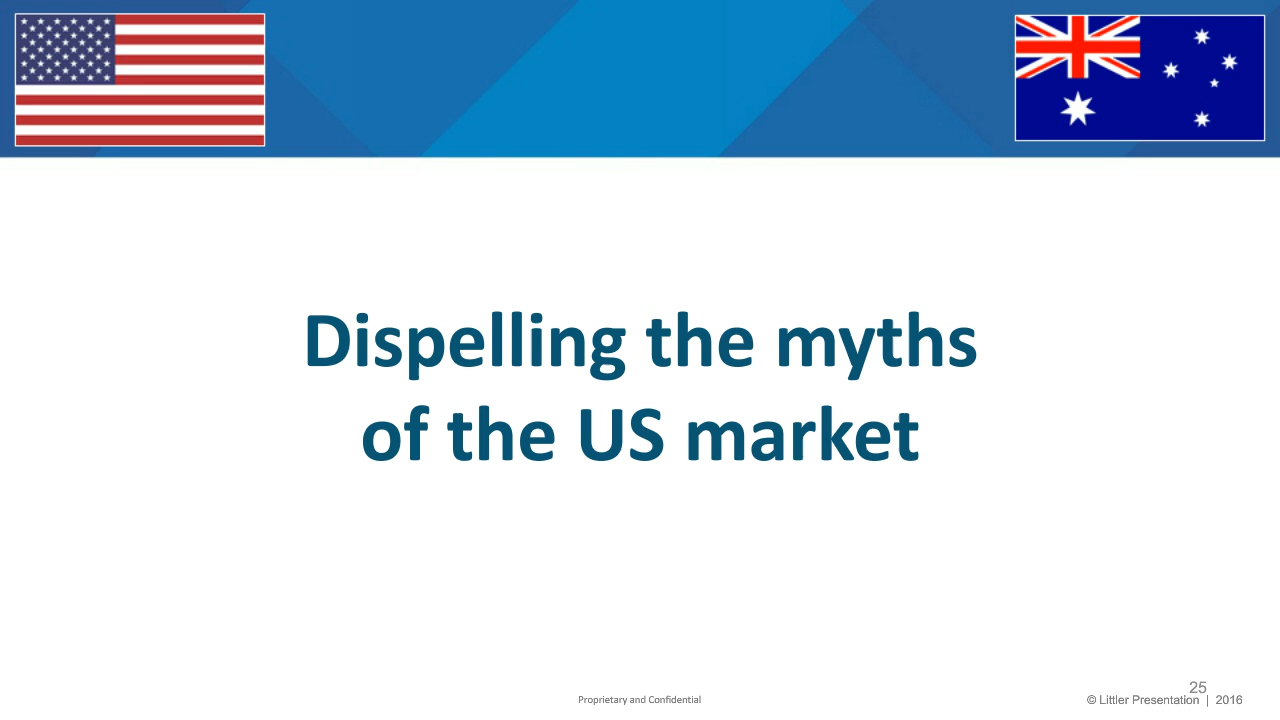 Dispelling the myths
of the US market
Proprietary and Confidential
25
© Littler Presentation | 2016